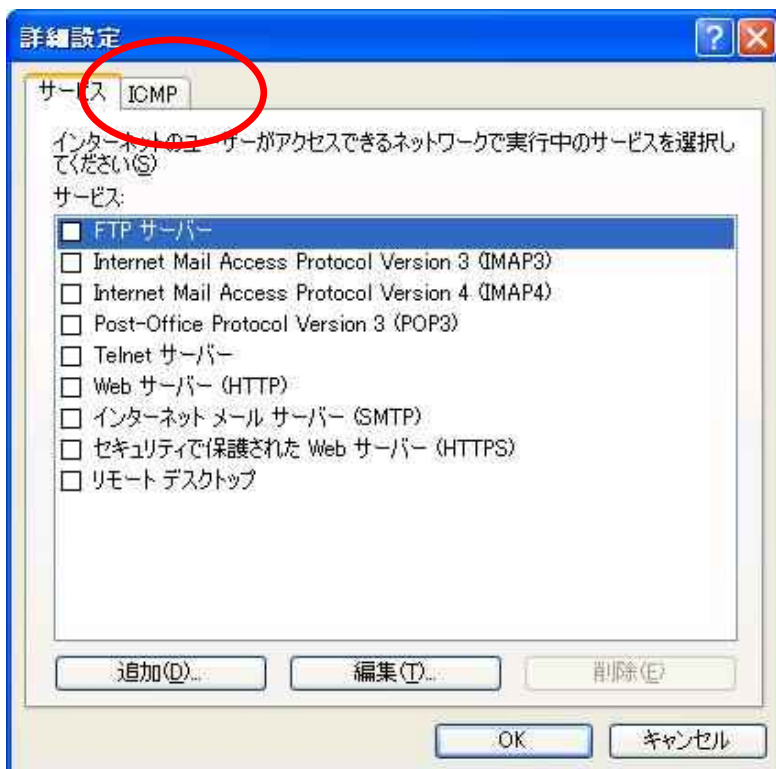 詳細設定
サービス ICMP
インターネットのユーザーがアクセスできるネットワークで実行中のサービスを選択し
てください(S)
サービス:
FTP サーバー
Internet Mail Access Protocol Version 3 (IMAP3)
Internet Mail Access Protocol Version 4 (IMAP4)
Post-Office Protocol Version 3 (POP3)
Telnet サーバー
Web サーバー (HTTP)
インターネット メール サーバー (SMTP)
セキュリティで保護された Web サーバー (HTTPS)
リモート デスクトップ
追加(D)... 編集(T)... 削除(E)
OK キャンセル